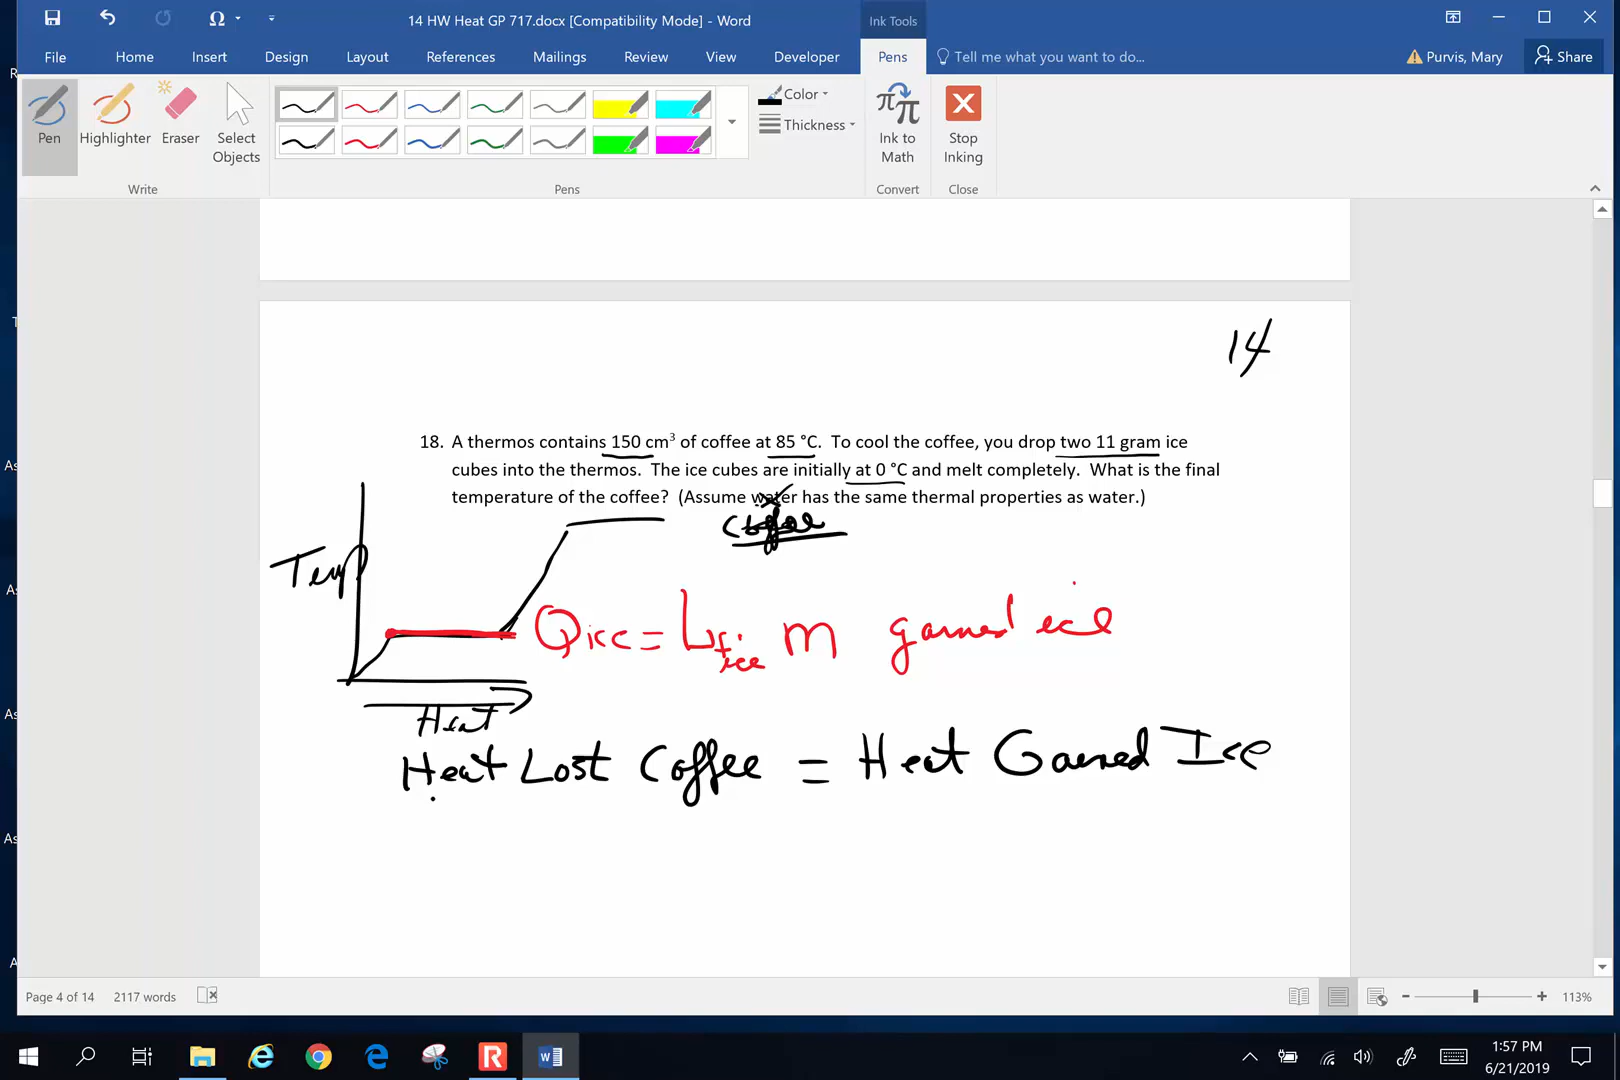 14 HW Heat GP 717.docx [Compatibility Mode] - Word
Ink Tools
File Home Insert Design Layout References Mailings Review View Developer Pens Tell me what you want to do... Purvis, Mary Share
Pen Highlighter Eraser Select Objects
Color
Thickness
Ink to Math
Stop Inking
Write Pens Convert Close
14
18. A thermos contains 150 cm³ of coffee at 85 °C. To cool the coffee, you drop two 11 gram ice
cubes into the thermos. The ice cubes are initially at 0 °C and melt completely. What is the final
temperature of the coffee? (Assume water has the same thermal properties as water.)
Coffee
Temp
Qice = Lf ice m gained ice
Heat
Heat Lost Coffee = Heat Gained Ice
Page 4 of 14 2117 words 113%
1:57 PM
6/21/2019